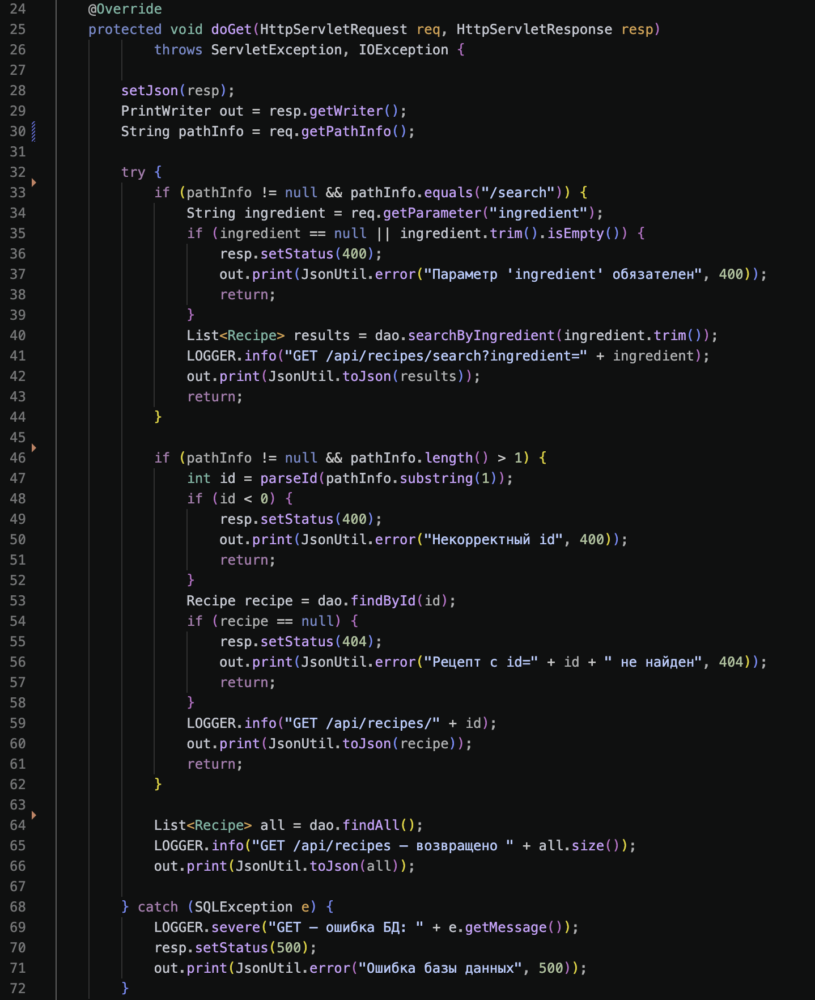 24 @Override
25 protected void doGet(HttpServletRequest req, HttpServletResponse resp)
26 throws ServletException, IOException {
27
28 setJson(resp);
29 PrintWriter out = resp.getWriter();
30 String pathInfo = req.getPathInfo();
31
32 try {
33 if (pathInfo != null && pathInfo.equals("/search")) {
34 String ingredient = req.getParameter("ingredient");
35 if (ingredient == null || ingredient.trim().isEmpty()) {
36 resp.setStatus(400);
37 out.print(JsonUtil.error("Параметр 'ingredient' обязателен", 400));
38 return;
39 }
40 List<Recipe> results = dao.searchByIngredient(ingredient.trim());
41 LOGGER.info("GET /api/recipes/search?ingredient=" + ingredient);
42 out.print(JsonUtil.toJson(results));
43 return;
44 }
45
46 if (pathInfo != null && pathInfo.length() > 1) {
47 int id = parseId(pathInfo.substring(1));
48 if (id < 0) {
49 resp.setStatus(400);
50 out.print(JsonUtil.error("Некорректный id", 400));
51 return;
52 }
53 Recipe recipe = dao.findById(id);
54 if (recipe == null) {
55 resp.setStatus(404);
56 out.print(JsonUtil.error("Рецепт с id=" + id + " не найден", 404));
57 return;
58 }
59 LOGGER.info("GET /api/recipes/" + id);
60 out.print(JsonUtil.toJson(recipe));
61 return;
62 }
63
64 List<Recipe> all = dao.findAll();
65 LOGGER.info("GET /api/recipes — возвращено " + all.size());
66 out.print(JsonUtil.toJson(all));
67
68 } catch (SQLException e) {
69 LOGGER.severe("GET — ошибка БД: " + e.getMessage());
70 resp.setStatus(500);
71 out.print(JsonUtil.error("Ошибка базы данных", 500));
72 }